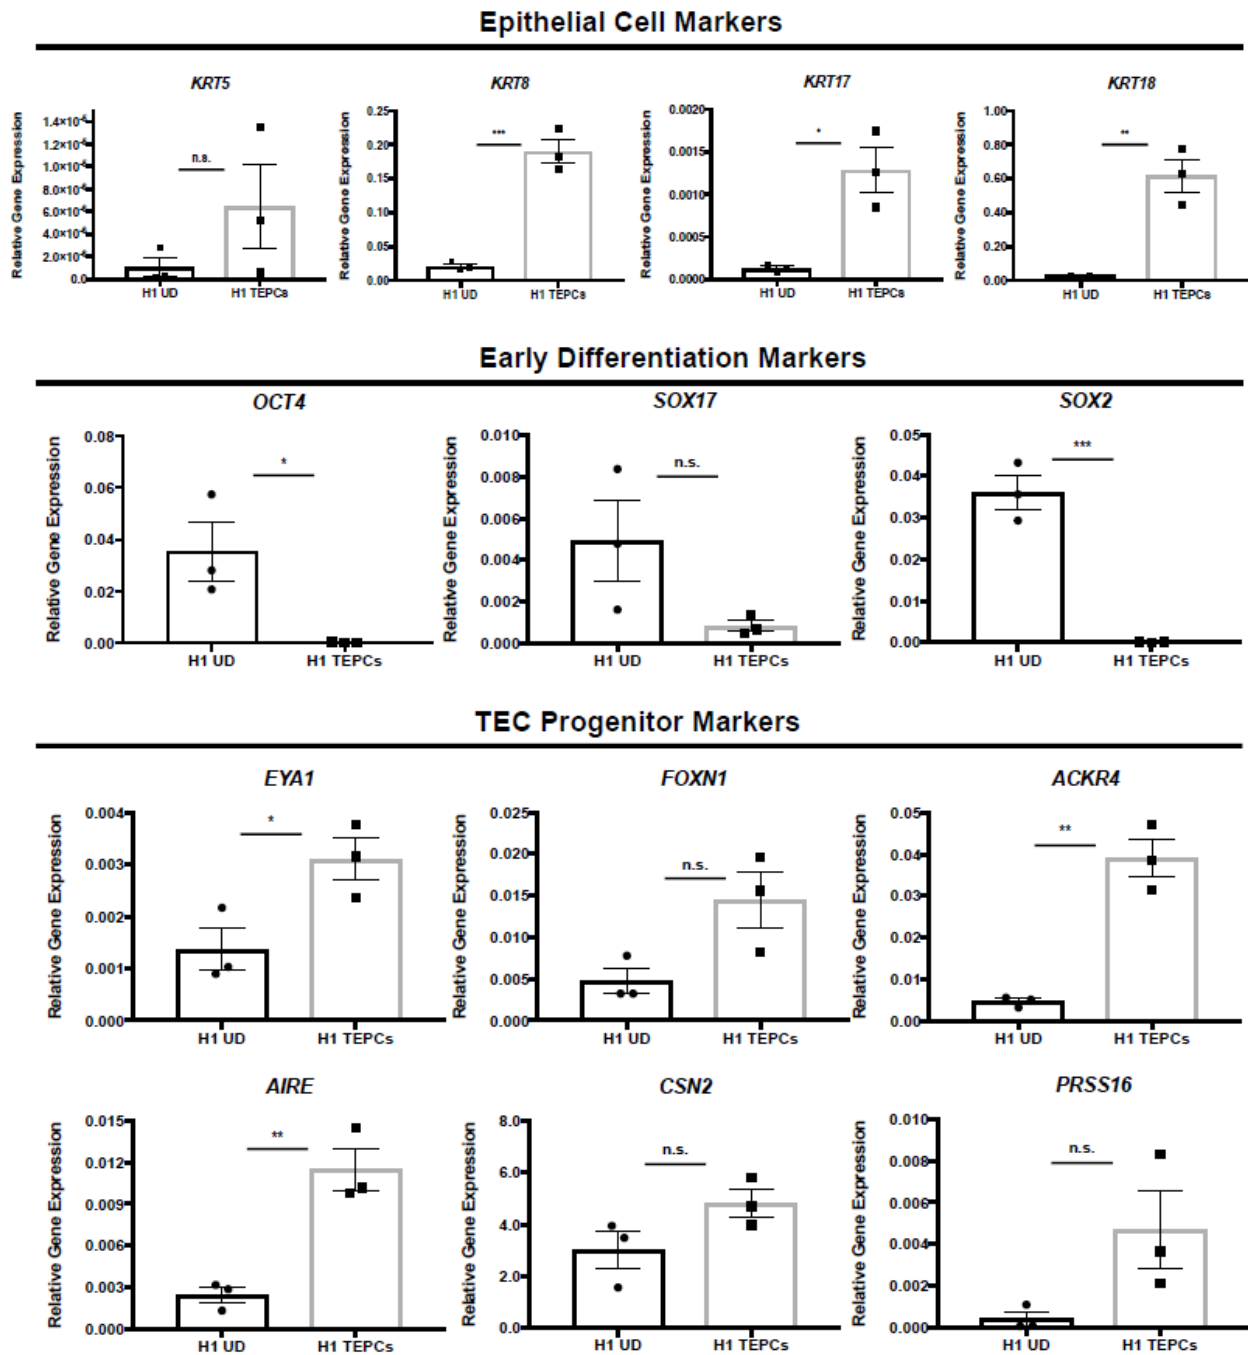 Epithelial Cell Markers
KRT5 KRT8 KRT17 KRT18
Relative Gene Expression
1.4×10⁻⁶
1.2×10⁻⁶
1.0×10⁻⁶
8.0×10⁻⁶
6.0×10⁻⁶
4.0×10⁻⁶
2.0×10⁻⁶
0.0
n.s.
H1 UD H1 TEPCs
Relative Gene Expression
0.25
0.20
0.15
0.10
0.05
0.00
***
H1 UD H1 TEPCs
Relative Gene Expression
0.0020
0.0015
0.0010
0.0005
0.0000
*
H1 UD H1 TEPCs
Relative Gene Expression
1.00
0.80
0.60
0.40
0.20
0.00
**
H1 UD H1 TEPCs
Early Differentiation Markers
OCT4 SOX17 SOX2
Relative Gene Expression
0.08
0.06
0.04
0.02
0.00
*
H1 UD H1 TEPCs
Relative Gene Expression
0.010
0.008
0.006
0.004
0.002
0.000
n.s.
H1 UD H1 TEPCs
Relative Gene Expression
0.05
0.04
0.03
0.02
0.01
0.00
***
H1 UD H1 TEPCs
TEC Progenitor Markers
EYA1 FOXN1 ACKR4
Relative Gene Expression
0.004
0.003
0.002
0.001
0.000
*
H1 UD H1 TEPCs
Relative Gene Expression
0.025
0.020
0.015
0.010
0.005
0.000
n.s.
H1 UD H1 TEPCs
Relative Gene Expression
0.05
0.04
0.03
0.02
0.01
0.00
**
H1 UD H1 TEPCs
AIRE CSN2 PRSS16
Relative Gene Expression
0.015
0.012
0.009
0.006
0.003
0.000
**
H1 UD H1 TEPCs
Relative Gene Expression
8.0
6.0
4.0
2.0
0.0
n.s.
H1 UD H1 TEPCs
Relative Gene Expression
0.010
0.008
0.006
0.004
0.002
0.000
n.s.
H1 UD H1 TEPCs